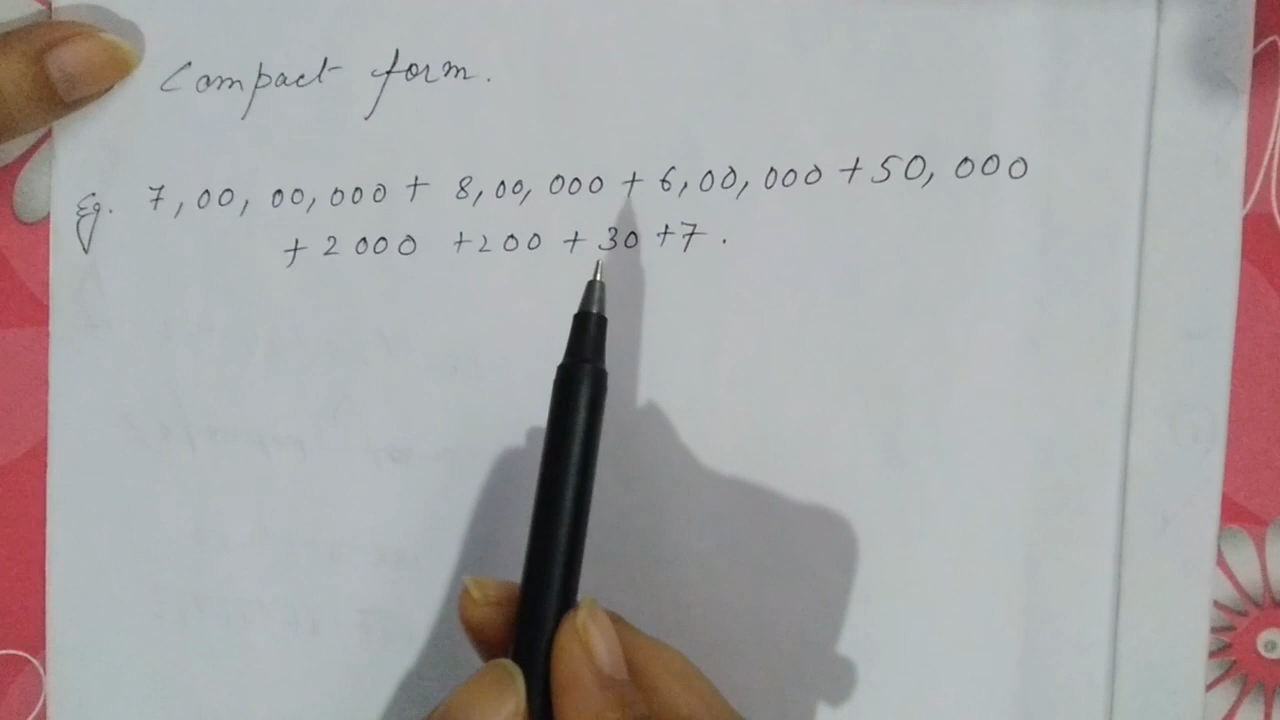 Compact form.
Eg. 7,00,00,000 + 8,00,000 + 6,00,000 + 50,000
+ 2000 + 200 + 30 + 7.